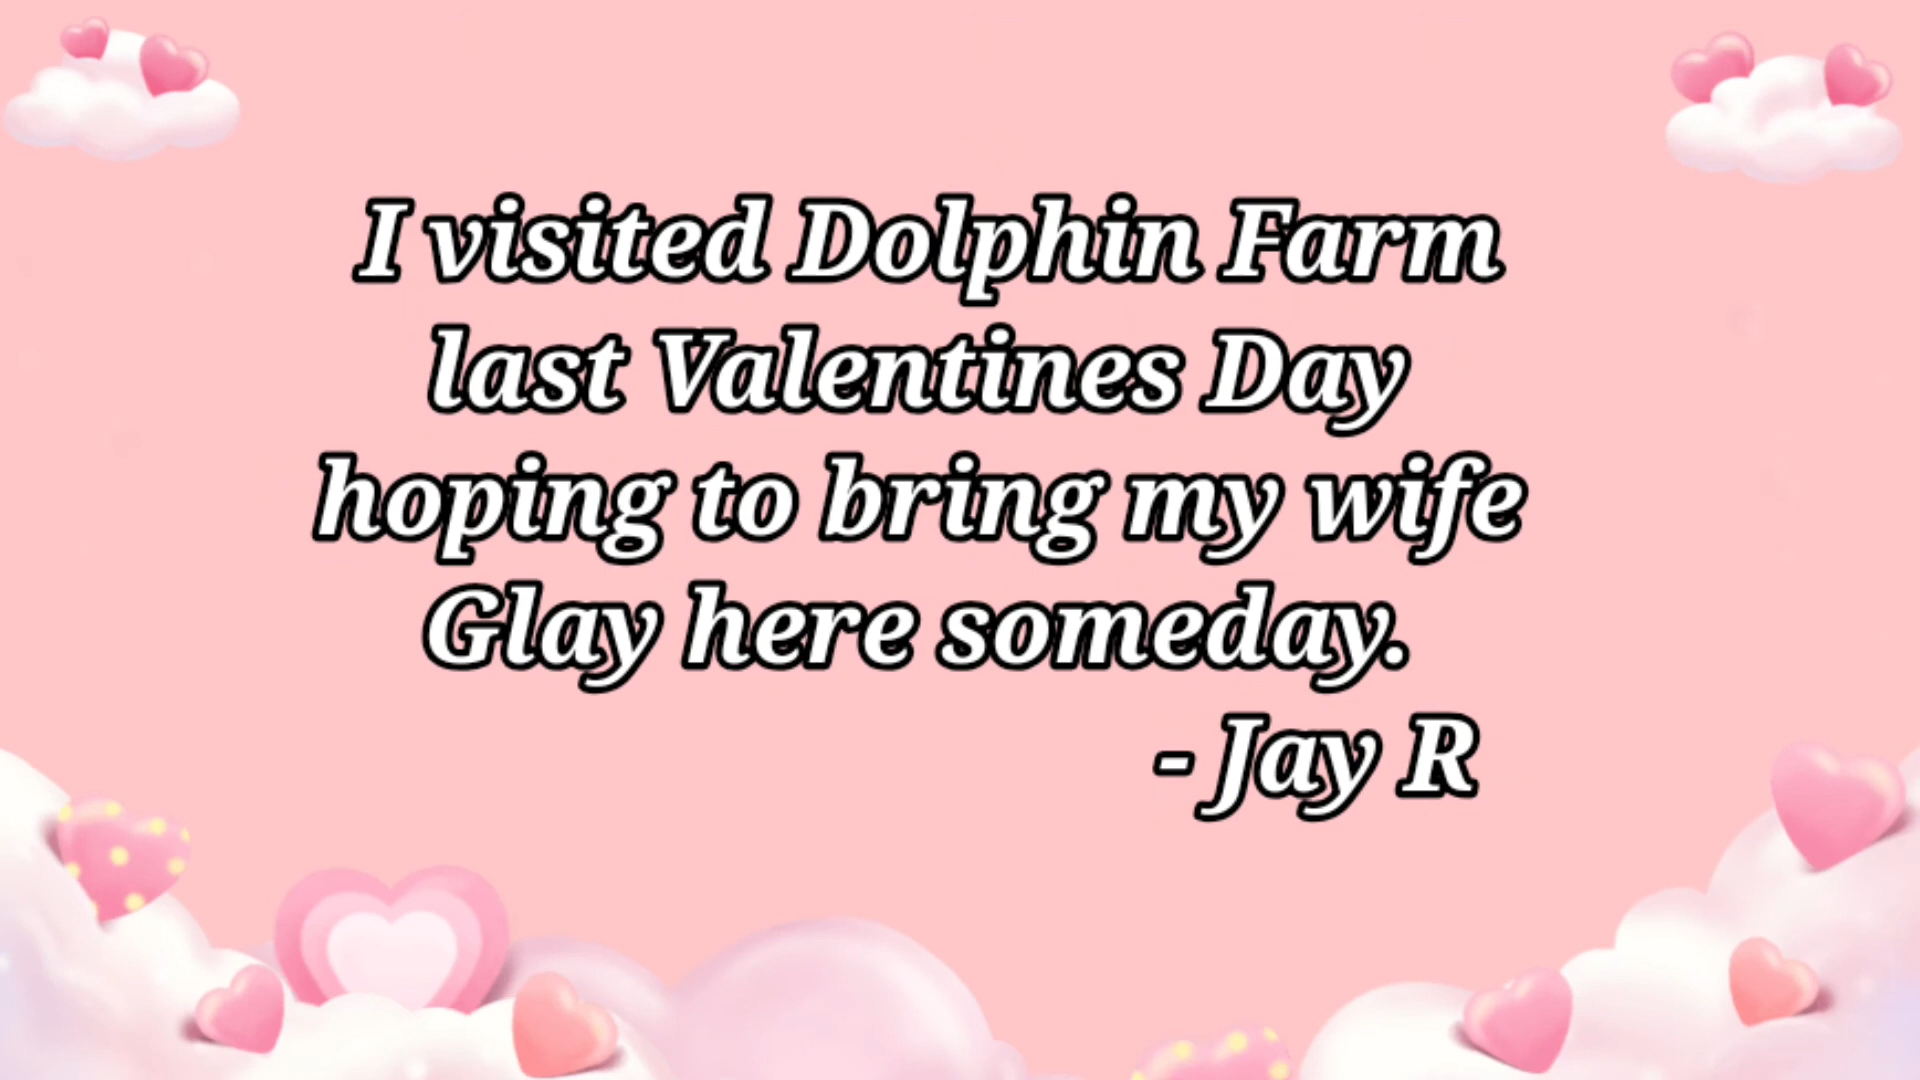 I visited Dolphin Farm
last Valentines Day
hoping to bring my wife
Glay here someday.
- Jay R